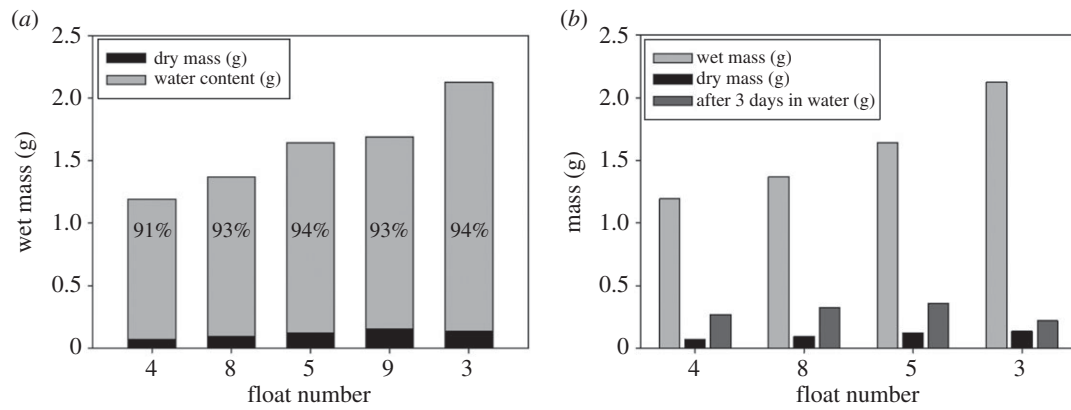 (a)
2.5
2.0
1.5
1.0
0.5
0
wet mass (g)
dry mass (g)
water content (g)
91% 93% 94% 93% 94%
4 8 5 9 3
float number
(b)
2.5
2.0
1.5
1.0
0.5
0
mass (g)
wet mass (g)
dry mass (g)
after 3 days in water (g)
4 8 5 3
float number